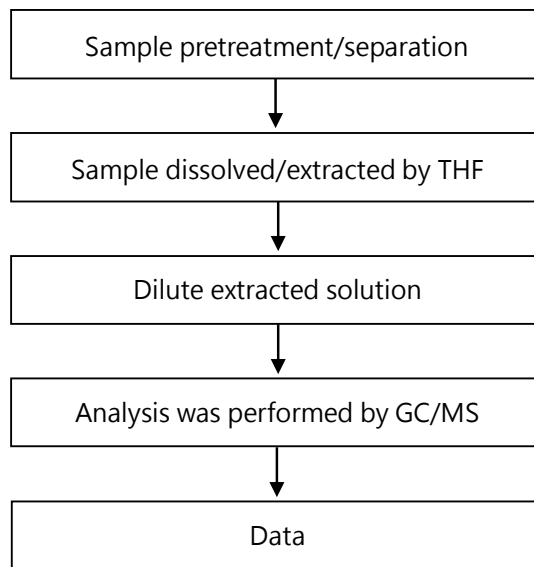 Sample pretreatment/separation
Sample dissolved/extracted by THF
Dilute extracted solution
Analysis was performed by GC/MS
Data